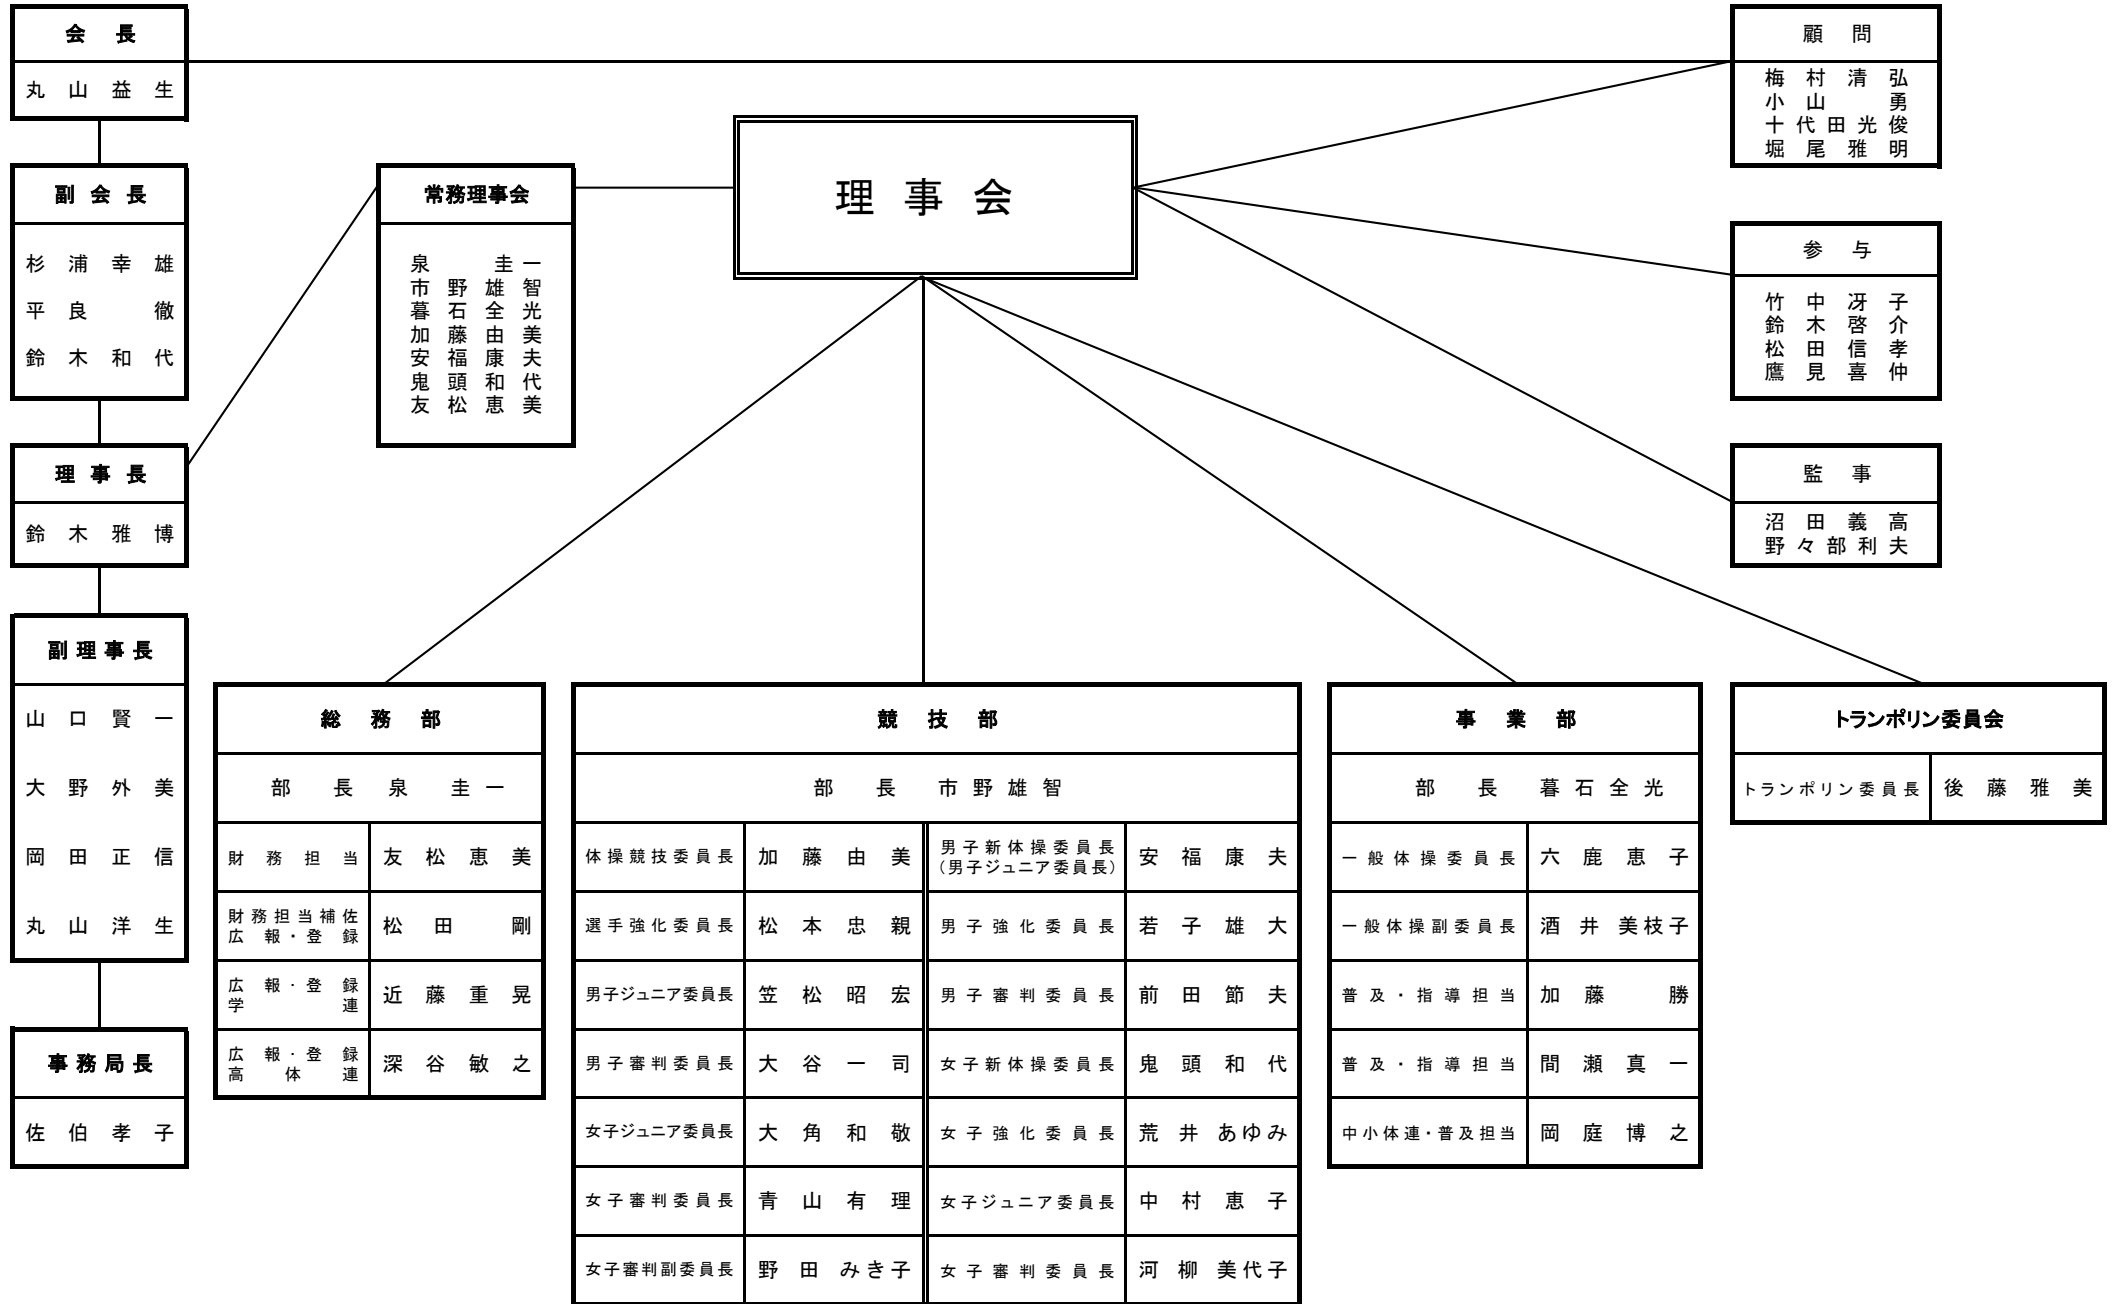 会長
丸山益生
副会長
杉浦幸雄
平良徹
鈴木和代
理事長
鈴木雅博
副理事長
山口賢一
大野外美
岡田正信
丸山洋生
事務局長
佐伯孝子
常務理事会
泉圭一
市野雄智
暮石全光
加藤由美
安福康夫
鬼頭和代
友松恵美
理事会
顧問
梅村清弘
小山勇
十代田光俊
堀尾雅明
参与
竹中冴子
鈴木啓介
松田信孝
鷹見喜仲
監事
沼田義高
野々部利夫
総務部
部長 泉圭一
財務担当 友松恵美
財務担当補佐
広報・登録 松田剛
広報・登録
学連 近藤重晃
広報・登録
高体連 深谷敏之
競技部
部長 市野雄智
体操競技委員長 加藤由美
選手強化委員長 松本忠親
男子ジュニア委員長 笠松昭宏
男子審判委員長 大谷一司
女子ジュニア委員長 大角和敬
女子審判委員長 青山有理
女子審判副委員長 野田みき子
男子新体操委員長
（男子ジュニア委員長） 安福康夫
男子強化委員長 若子雄大
男子審判委員長 前田節夫
女子新体操委員長 鬼頭和代
女子強化委員長 荒井あゆみ
女子ジュニア委員長 中村恵子
女子審判委員長 河柳美代子
事業部
部長 暮石全光
一般体操委員長 六鹿恵子
一般体操副委員長 酒井美枝子
普及・指導担当 加藤勝
普及・指導担当 間瀬真一
中小体連・普及担当 岡庭博之
トランポリン委員会
トランポリン委員長 後藤雅美